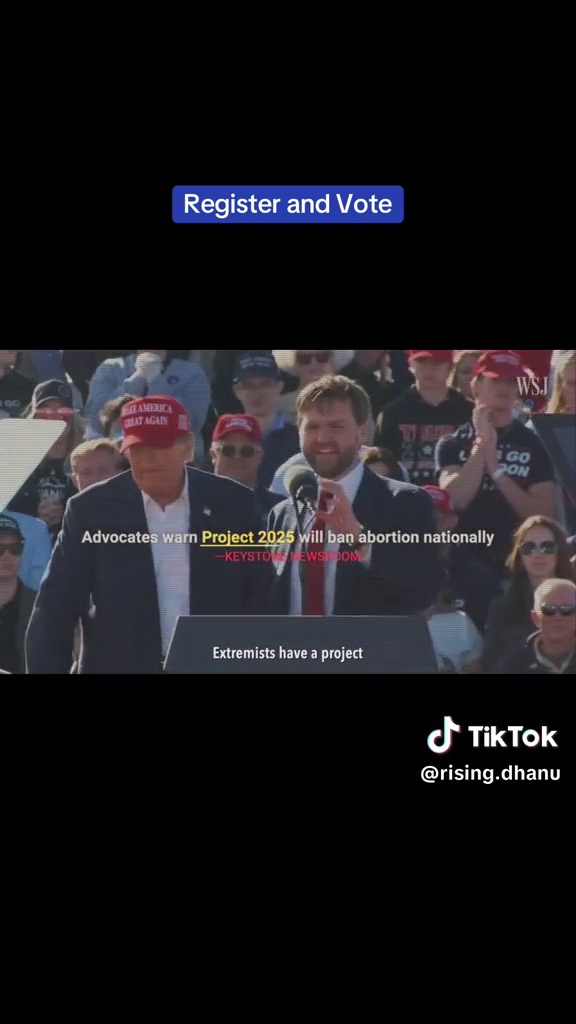 Register and Vote
WSJ
MAKE AMERICA
GREAT AGAIN
Advocates warn Project 2025 will ban abortion nationally
—KEYSTONE NEWSROOM
Extremists have a project
TikTok
@rising.dhanu